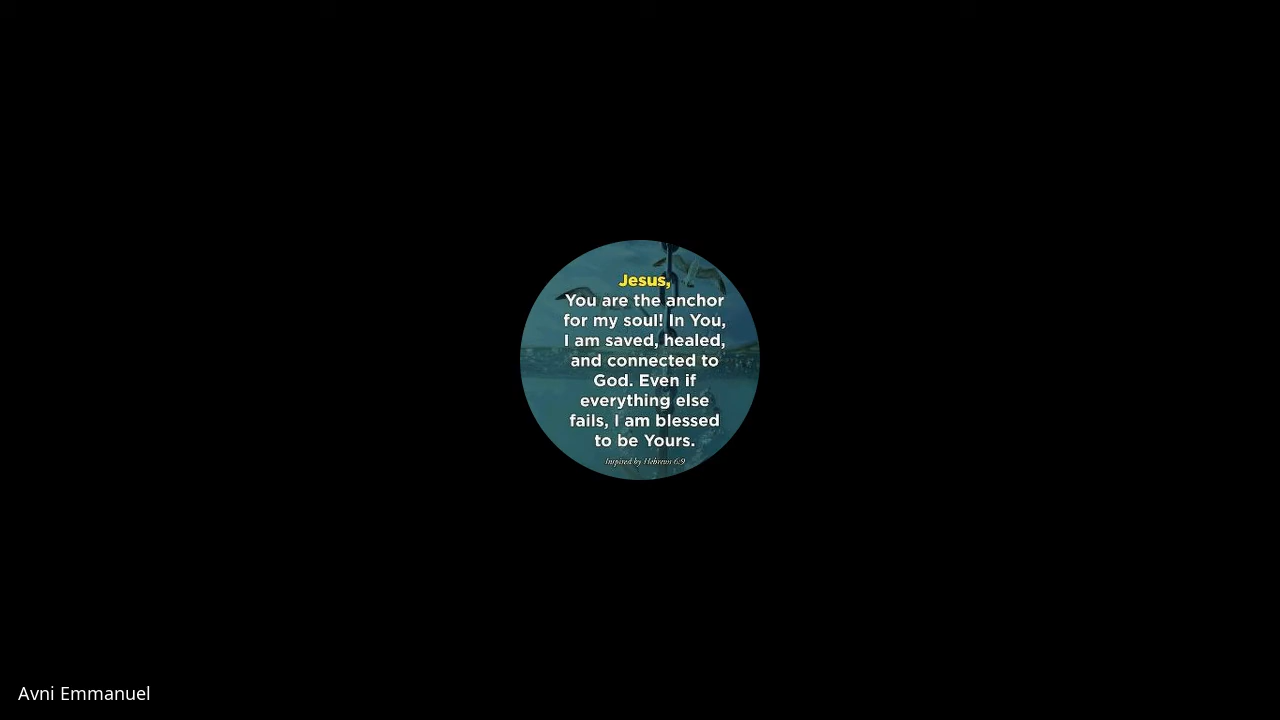 Jesus,
You are the anchor
for my soul! In You,
I am saved, healed,
and connected to
God. Even if
everything else
fails, I am blessed
to be Yours.
Inspired by Hebrews 6:9
Avni Emmanuel